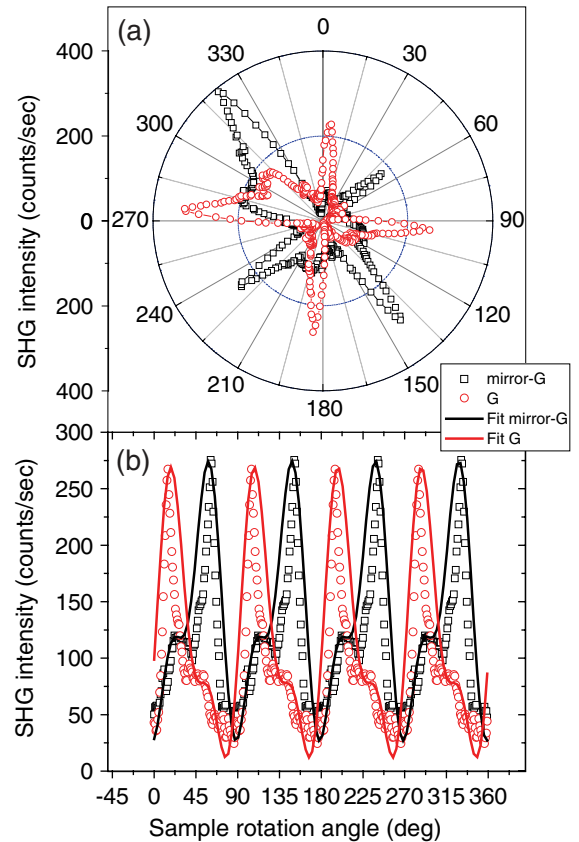 (a)
SHG intensity (counts/sec)
400
200
0
200
400
0
30
60
90
120
150
180
210
240
270
300
330
mirror-G
G
Fit mirror-G
Fit G
(b)
SHG intensity (counts/sec)
300
250
200
150
100
50
0
-45 0 45 90 135 180 225 270 315 360
Sample rotation angle (deg)